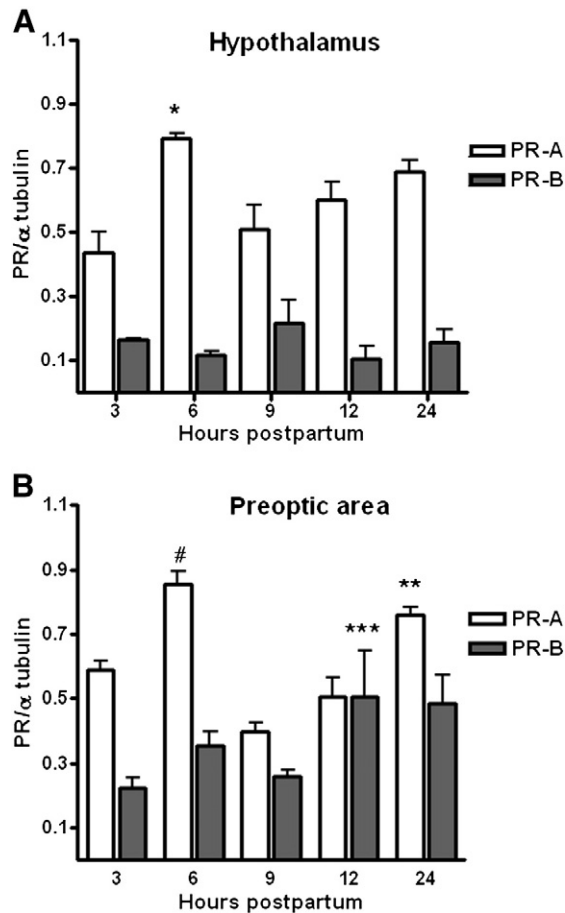 A
Hypothalamus
1.1
0.9
0.7
0.5
0.3
0.1
PR/α tubulin
*
PR-A
PR-B
3 6 9 12 24
Hours postpartum
B
Preoptic area
1.1
0.9
0.7
0.5
0.3
0.1
PR/α tubulin
#
***
**
PR-A
PR-B
3 6 9 12 24
Hours postpartum